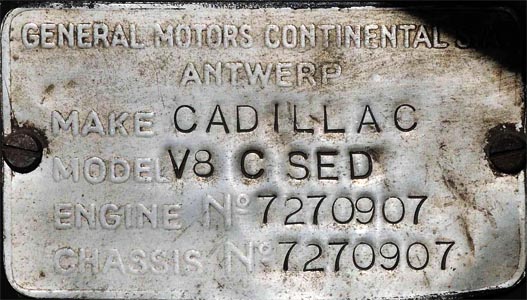 GENERAL MOTORS CONTINENTAL S.A.
ANTWERP
MAKE CADILLAC
MODEL V8 C SED
ENGINE Nº 7270907
CHASSIS Nº 7270907